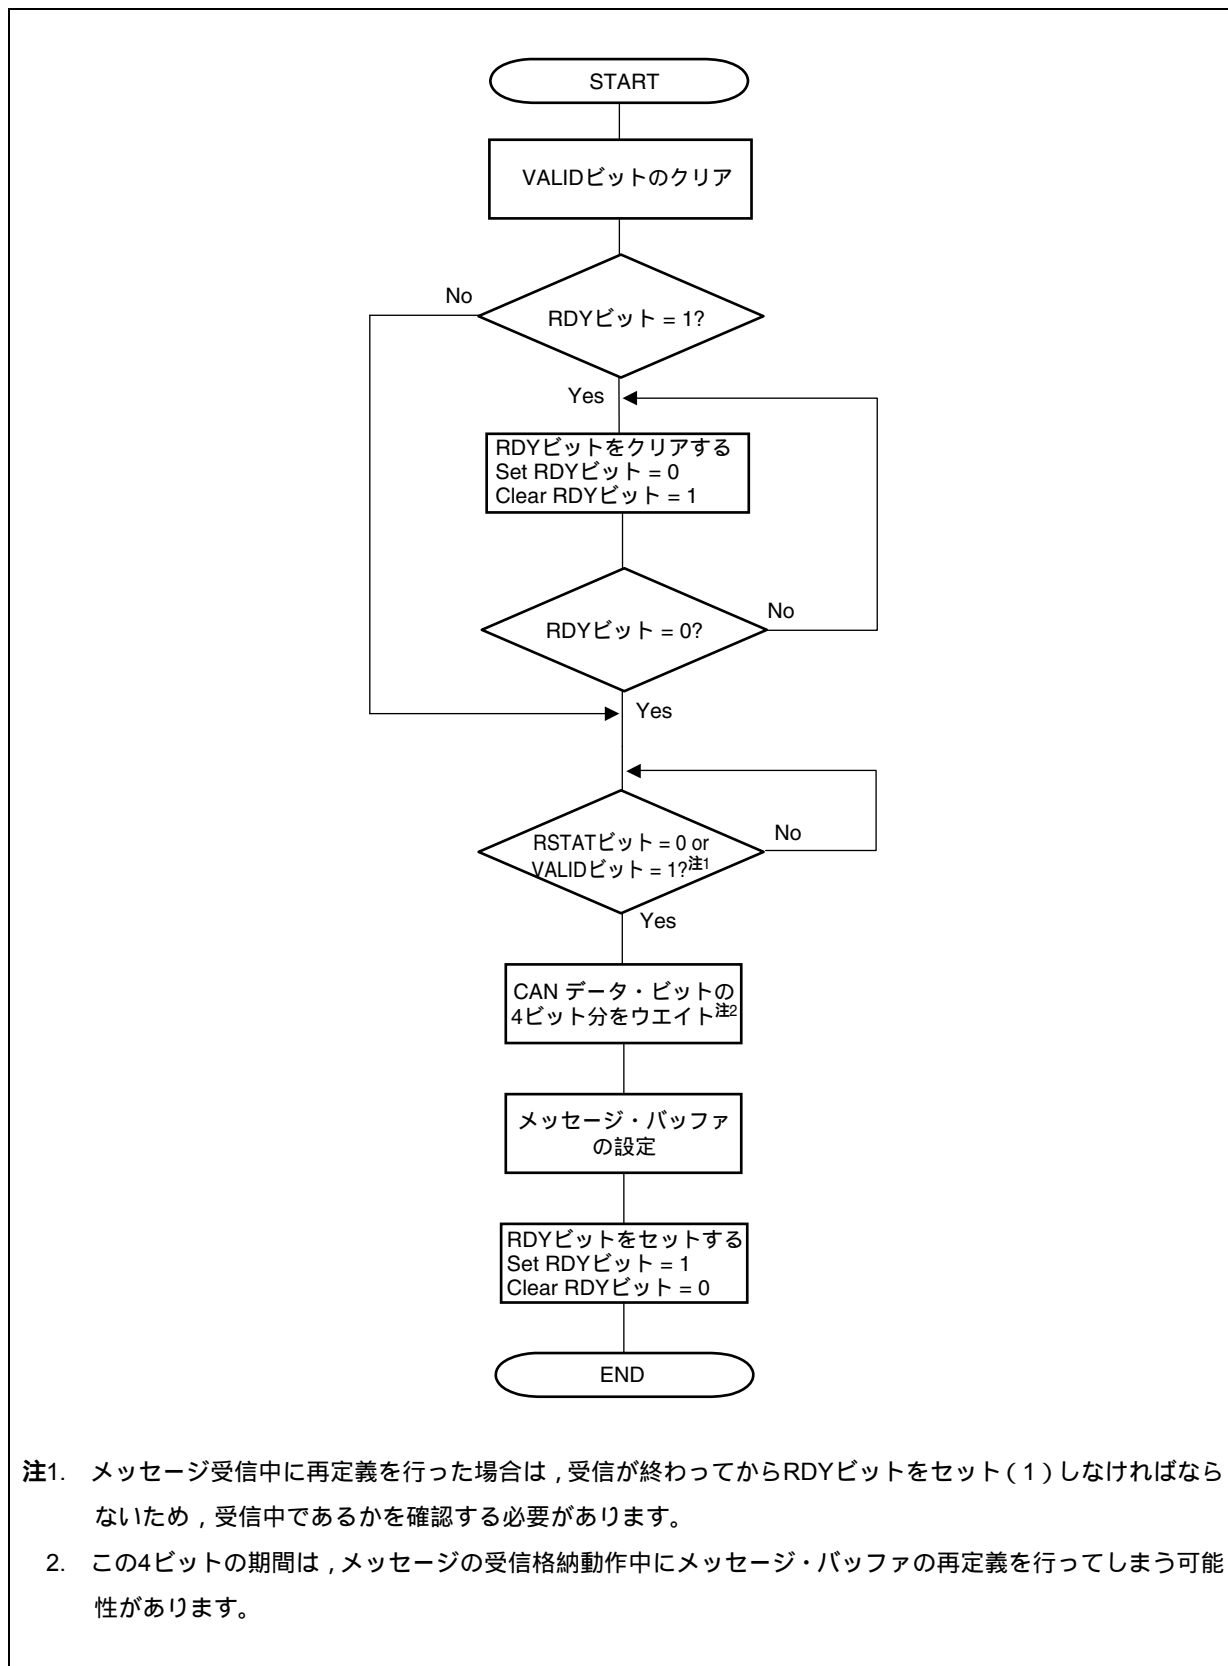 START
VALIDビットのクリア
No
RDYビット = 1?
Yes
RDYビットをクリアする
Set RDYビット = 0
Clear RDYビット = 1
RDYビット = 0?
No
Yes
RSTATビット = 0 or
VALIDビット = 1?注1
No
Yes
CAN データ・ビットの
4ビット分をウエイト注2
メッセージ・バッファ
の設定
RDYビットをセットする
Set RDYビット = 1
Clear RDYビット = 0
END
注1. メッセージ受信中に再定義を行った場合は，受信が終わってからRDYビットをセット（1）しなければなら
ないため，受信中であるかを確認する必要があります。
2. この4ビットの期間は，メッセージの受信格納動作中にメッセージ・バッファの再定義を行ってしまう可能
性があります。